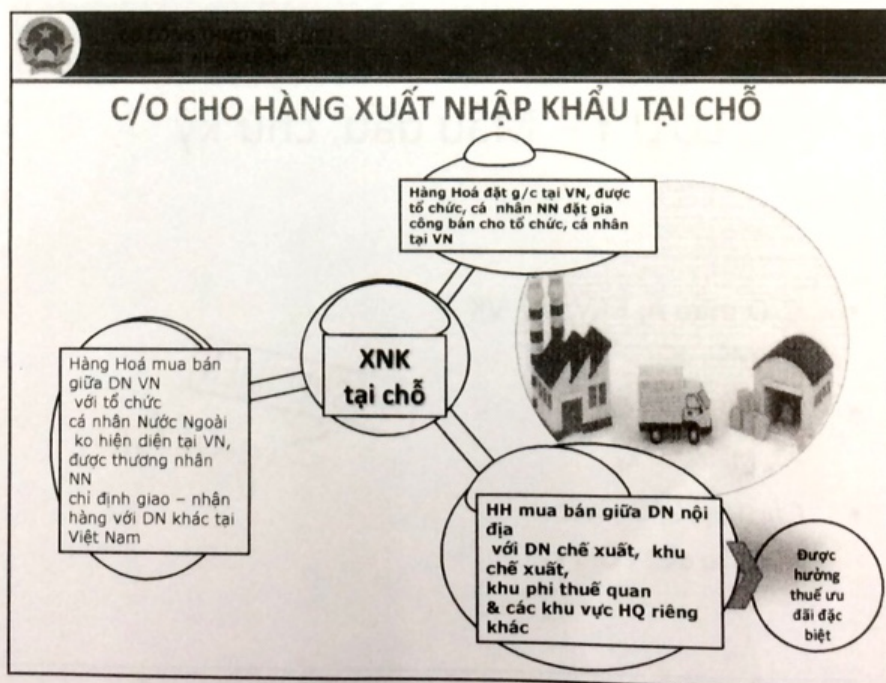 C/O CHO HÀNG XUẤT NHẬP KHẨU TẠI CHỖ
Hàng Hoá đặt g/c tại VN, được
tổ chức, cá nhân NN đặt gia
công bán cho tổ chức, cá nhân
tại VN
XNK
tại chỗ
Hàng Hoá mua bán
giữa DN VN
với tổ chức
cá nhân Nước Ngoài
ko hiện diện tại VN,
được thương nhân
NN
chỉ định giao – nhận
hàng với DN khác tại
Việt Nam
HH mua bán giữa DN nội
địa
với DN chế xuất, khu
chế xuất,
khu phi thuế quan
& các khu vực HQ riêng
khác
Được
hưởng
thuế ưu
đãi đặc
biệt